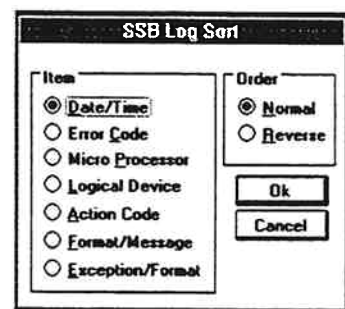 SSB Log Sort
Item
Date/Time
Error Code
Micro Processor
Logical Device
Action Code
Format/Message
Exception/Format
Order
Normal
Reverse
Ok
Cancel